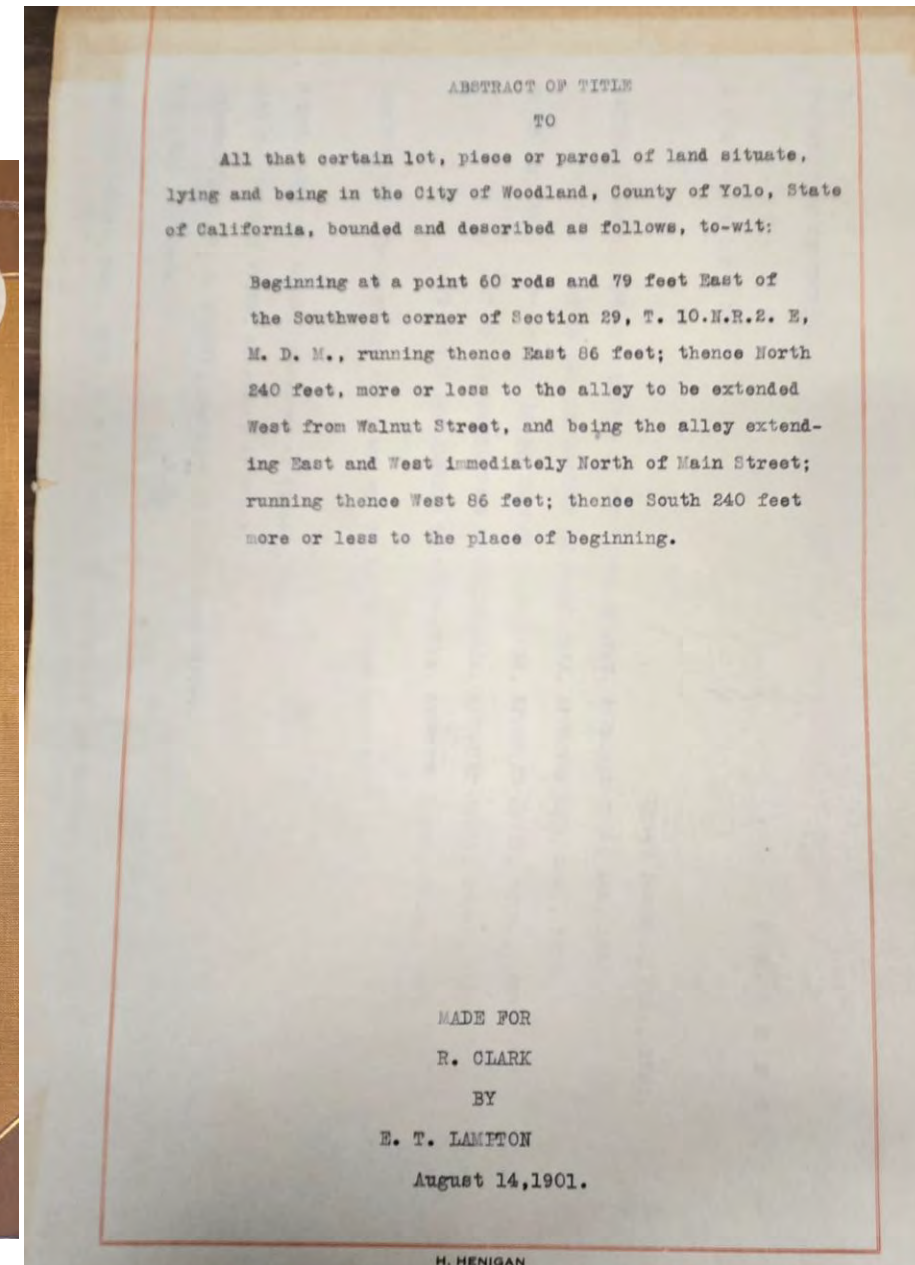 ABSTRACT OF TITLE
TO
All that certain lot, piece or parcel of land situate,
lying and being in the City of Woodland, County of Yolo, State
of California, bounded and described as follows, to-wit:
Beginning at a point 60 rods and 79 feet East of
the Southwest corner of Section 29, T. 10.N.R.2. E,
M. D. M., running thence East 86 feet; thence North
240 feet, more or less to the alley to be extended
West from Walnut Street, and being the alley extend-
ing East and West immediately North of Main Street;
running thence West 86 feet; thence South 240 feet
more or less to the place of beginning.
MADE FOR
R. CLARK
BY
E. T. LAMPTON
August 14,1901.
H. HENIGAN